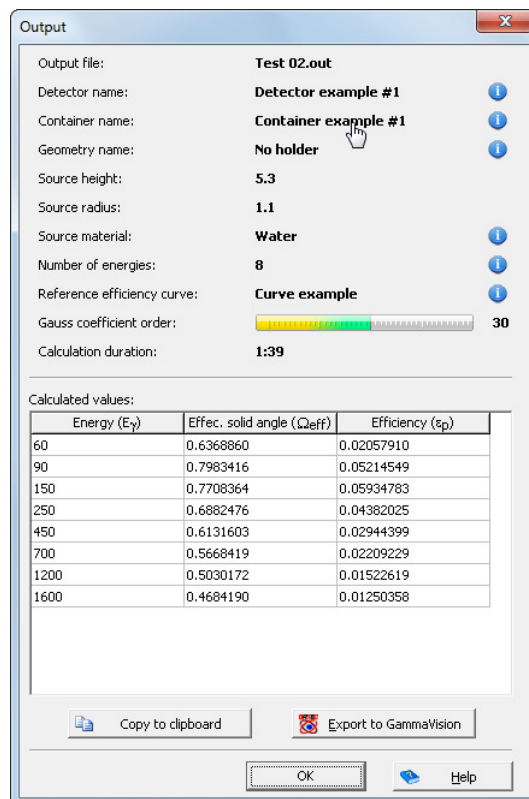 Output
Output file: Test 02.out
Detector name: Detector example #1
Container name: Container example #1
Geometry name: No holder
Source height: 5.3
Source radius: 1.1
Source material: Water
Number of energies: 8
Reference efficiency curve: Curve example
Gauss coefficient order: 30
Calculation duration: 1:39
Calculated values:
Energy (Eγ) Effec. solid angle (Ωeff) Efficiency (εp)
60 0.6368860 0.02057910
90 0.7983416 0.05214549
150 0.7708364 0.05934783
250 0.6882476 0.04382025
450 0.6131603 0.02944399
700 0.5668419 0.02209229
1200 0.5030172 0.01522619
1600 0.4684190 0.01250358
Copy to clipboard Export to GammaVision
OK Help